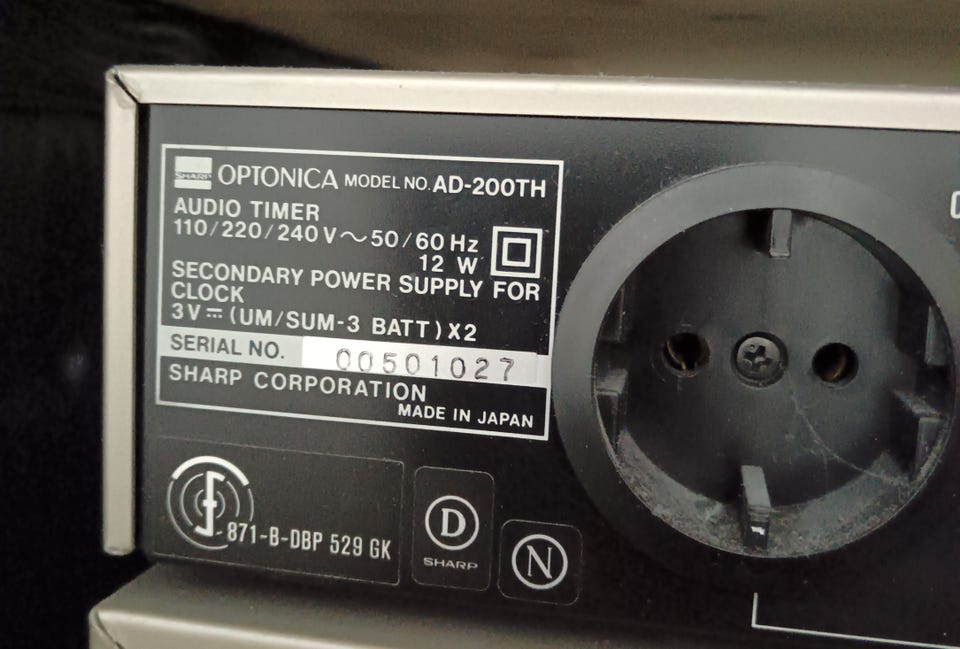 SHARP OPTONICA MODEL NO. AD-200TH
AUDIO TIMER
110/220/240 V ~ 50/60 Hz
12 W
SECONDARY POWER SUPPLY FOR
CLOCK
3V ⎓ (UM/SUM-3 BATT) X2
SERIAL NO. 00501027
SHARP CORPORATION
MADE IN JAPAN
871-B-DBP 529 GK
D
SHARP
N